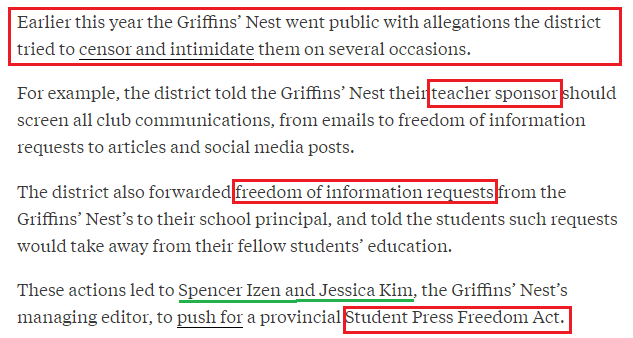 Earlier this year the Griffins’ Nest went public with allegations the district
tried to censor and intimidate them on several occasions.
For example, the district told the Griffins’ Nest their teacher sponsor should
screen all club communications, from emails to freedom of information
requests to articles and social media posts.
The district also forwarded freedom of information requests from the
Griffins’ Nest’s to their school principal, and told the students such requests
would take away from their fellow students’ education.
These actions led to Spencer Izen and Jessica Kim, the Griffins’ Nest’s
managing editor, to push for a provincial Student Press Freedom Act.